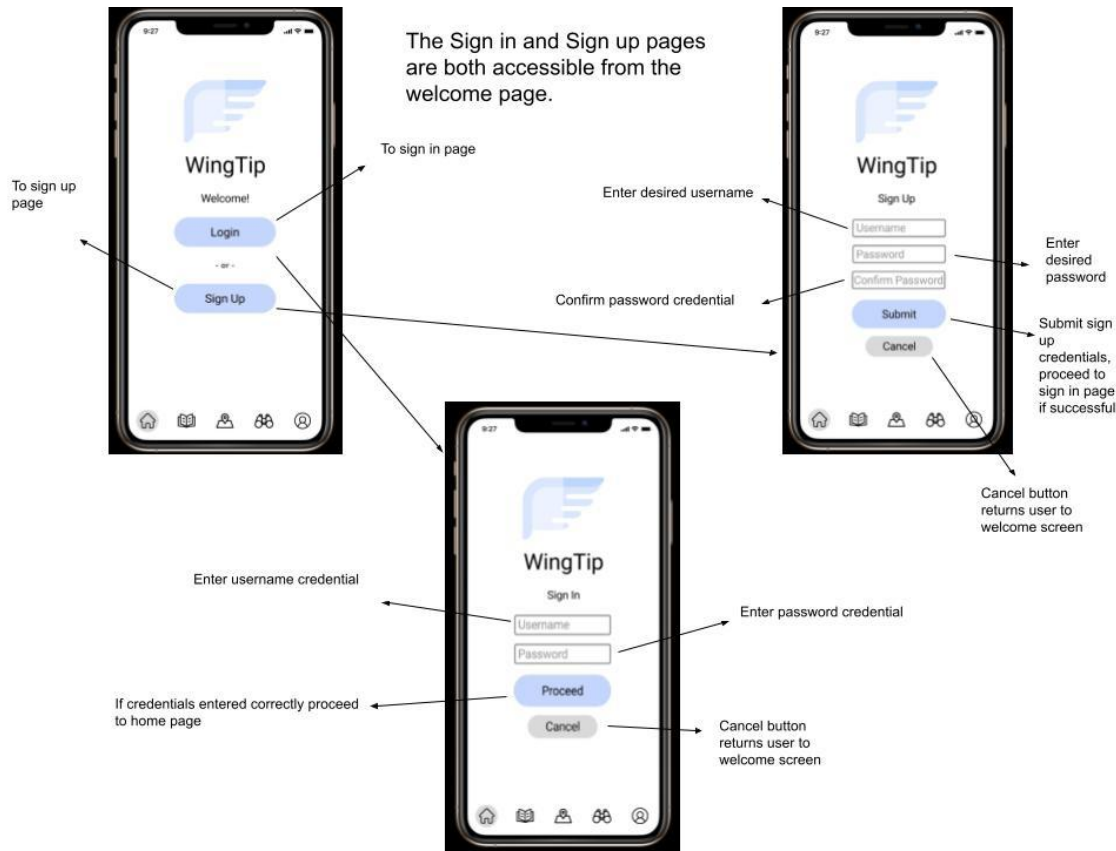 The Sign in and Sign up pages
are both accessible from the
welcome page.
9:27
WingTip
Welcome!
Login
- or -
Sign Up
To sign up
page
To sign in page
9:27
WingTip
Sign Up
Username
Password
Confirm Password
Submit
Cancel
Enter desired username
Enter
desired
password
Confirm password credential
Submit sign
up
credentials,
proceed to
sign in page
if successful
Cancel button
returns user to
welcome screen
9:27
WingTip
Sign In
Username
Password
Proceed
Cancel
Enter username credential
Enter password credential
If credentials entered correctly proceed
to home page
Cancel button
returns user to
welcome screen